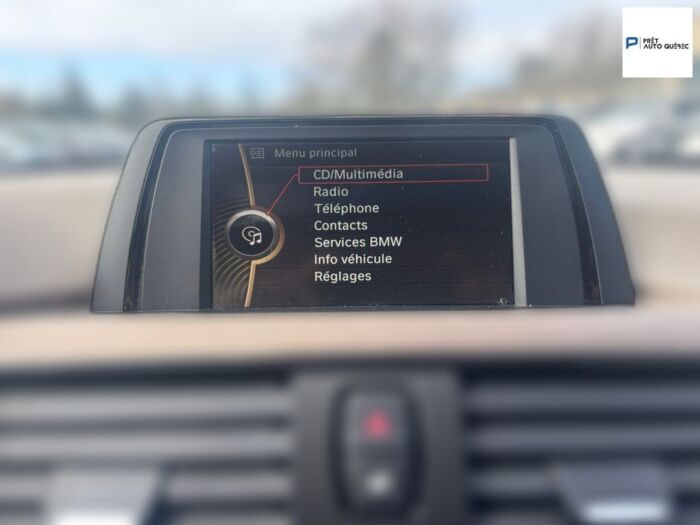 PRÊT
AUTO QUÉBEC
Menu principal
CD/Multimédia
Radio
Téléphone
Contacts
Services BMW
Info véhicule
Réglages